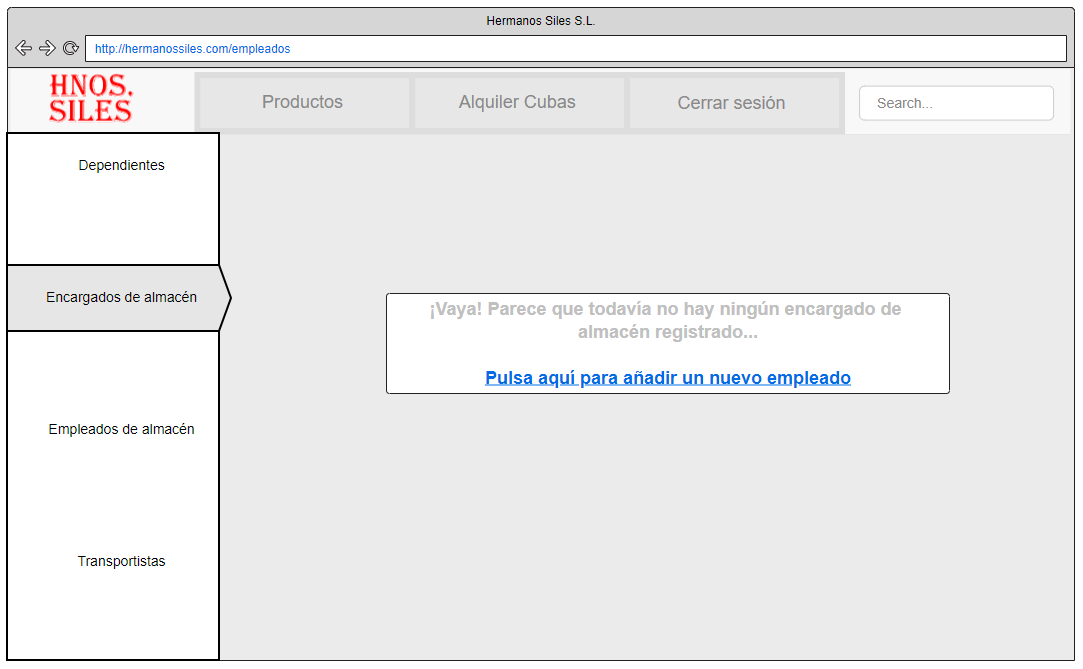 Hermanos Siles S.L.
http://hermanossiles.com/empleados
HNOS.
SILES
Productos
Alquiler Cubas
Cerrar sesión
Search...
Dependientes
Encargados de almacén
Empleados de almacén
Transportistas
¡Vaya! Parece que todavía no hay ningún encargado de
almacén registrado...
Pulsa aquí para añadir un nuevo empleado